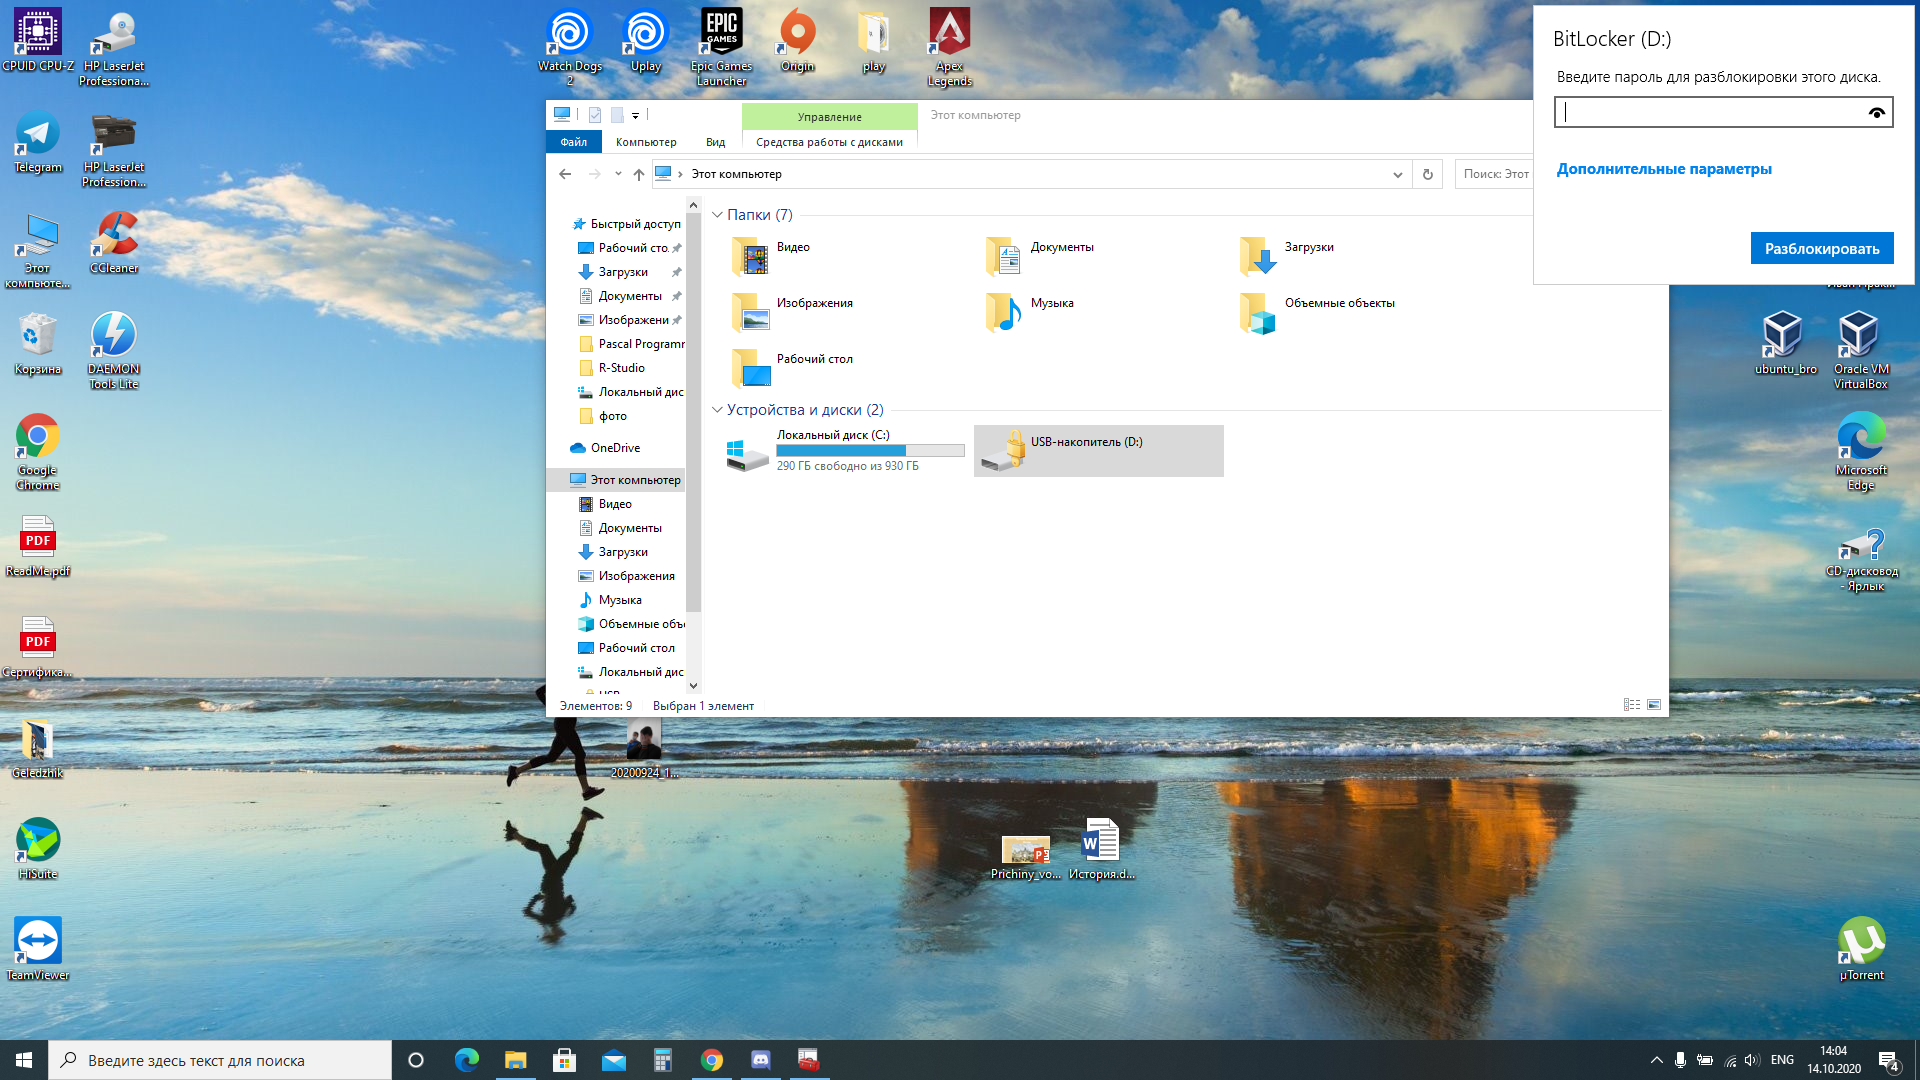 CPUID CPU-Z
HP LaserJet
Professiona...
Telegram
HP LaserJet
Profession...
Этот
компьюте...
CCleaner
Корзина
DAEMON
Tools Lite
Google
Chrome
PDF
ReadMe.pdf
PDF
Сертифика...
Geledzhik
HiSuite
TeamViewer
Watch Dogs
2
Uplay
EPIC
GAMES
Epic Games
Launcher
Origin
play
Apex
Legends
Управление
Этот компьютер
Файл
Компьютер
Вид
Средства работы с дисками
Этот компьютер
Поиск: Этот
Быстрый доступ
Рабочий сто.
Загрузки
Документы
Изображени
Pascal Programr
R-Studio
Локальный дис
фото
OneDrive
Этот компьютер
Видео
Документы
Загрузки
Изображения
Музыка
Объемные объ
Рабочий стол
Локальный дис
Папки (7)
Видео
Документы
Загрузки
Изображения
Музыка
Объемные объекты
Рабочий стол
Устройства и диски (2)
Локальный диск (C:)
290 ГБ свободно из 930 ГБ
USB-накопитель (D:)
Элементов: 9
Выбран 1 элемент
BitLocker (D:)
Введите пароль для разблокировки этого диска.
Дополнительные параметры
Разблокировать
ubuntu_bro
Oracle VM
VirtualBox
Microsoft
Edge
CD-дисковод
- Ярлык
µTorrent
20200924_1...
Prichiny_vo...
История.d...
Введите здесь текст для поиска
ENG
14:04
14.10.2020
4